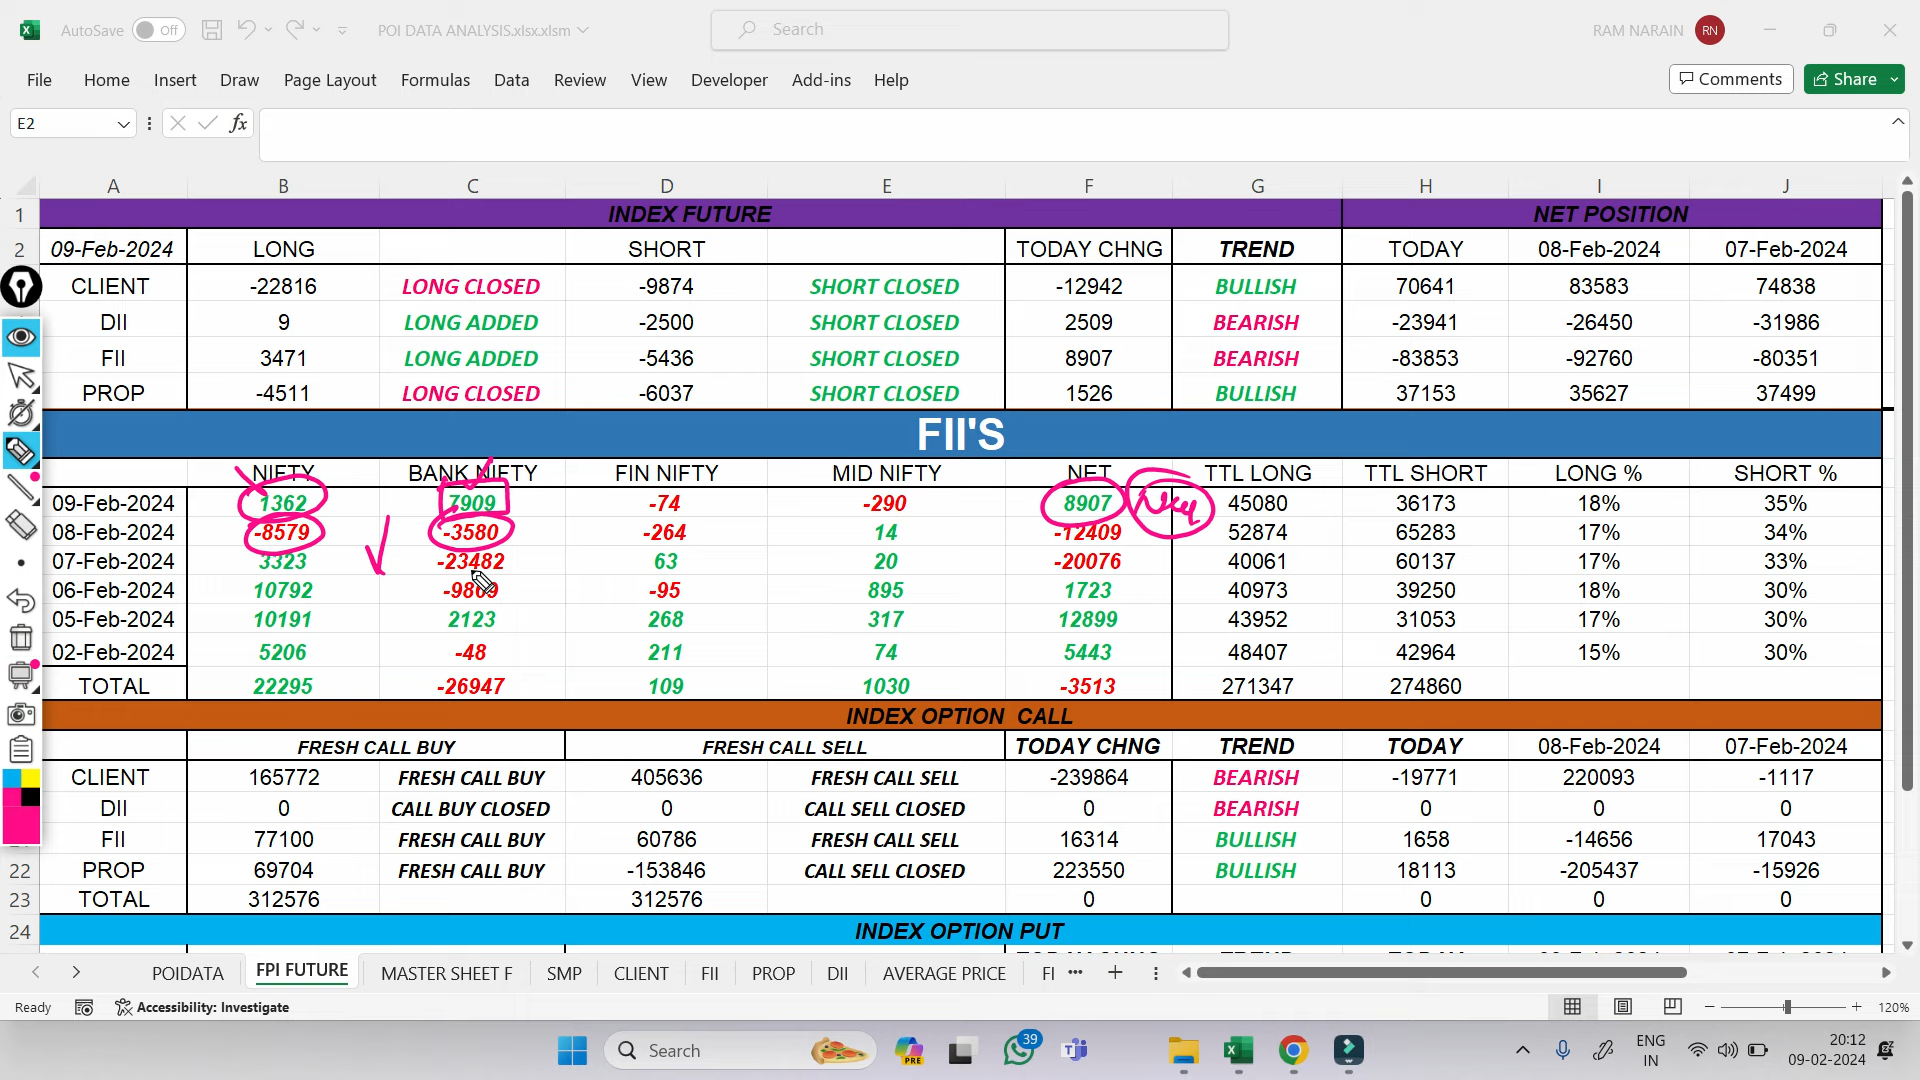 AutoSave Off POI DATA ANALYSIS.xlsx.xlsm Search RAM NARAIN RN
File Home Insert Draw Page Layout Formulas Data Review View Developer Add-ins Help Comments Share
E2 fx
A B C D E F G H I J
1 INDEX FUTURE NET POSITION
2 09-Feb-2024 LONG SHORT TODAY CHNG TREND TODAY 08-Feb-2024 07-Feb-2024
CLIENT -22816 LONG CLOSED -9874 SHORT CLOSED -12942 BULLISH 70641 83583 74838
DII 9 LONG ADDED -2500 SHORT CLOSED 2509 BEARISH -23941 -26450 -31986
FII 3471 LONG ADDED -5436 SHORT CLOSED 8907 BEARISH -83853 -92760 -80351
PROP -4511 LONG CLOSED -6037 SHORT CLOSED 1526 BULLISH 37153 35627 37499
FII'S
NIFTY BANK NIFTY FIN NIFTY MID NIFTY NET TTL LONG TTL SHORT LONG % SHORT %
09-Feb-2024 1362 7909 -74 -290 8907 45080 36173 18% 35%
08-Feb-2024 -8579 -3580 -264 14 -12409 52874 65283 17% 34%
07-Feb-2024 3323 -23482 63 20 -20076 40061 60137 17% 33%
06-Feb-2024 10792 -9869 -95 895 1723 40973 39250 18% 30%
05-Feb-2024 10191 2123 268 317 12899 43952 31053 17% 30%
02-Feb-2024 5206 -48 211 74 5443 48407 42964 15% 30%
TOTAL 22295 -26947 109 1030 -3513 271347 274860
INDEX OPTION CALL
FRESH CALL BUY FRESH CALL SELL TODAY CHNG TREND TODAY 08-Feb-2024 07-Feb-2024
CLIENT 165772 FRESH CALL BUY 405636 FRESH CALL SELL -239864 BEARISH -19771 220093 -1117
DII 0 CALL BUY CLOSED 0 CALL SELL CLOSED 0 BEARISH 0 0 0
FII 77100 FRESH CALL BUY 60786 FRESH CALL SELL 16314 BULLISH 1658 -14656 17043
22 PROP 69704 FRESH CALL BUY -153846 CALL SELL CLOSED 223550 BULLISH 18113 -205437 -15926
23 TOTAL 312576 312576 0 0 0 0
24 INDEX OPTION PUT
POIDATA FPI FUTURE MASTER SHEET F SMP CLIENT FII PROP DII AVERAGE PRICE FI
Ready Accessibility: Investigate 120%
Search PRE 39 ENG IN 20:12 09-02-2024